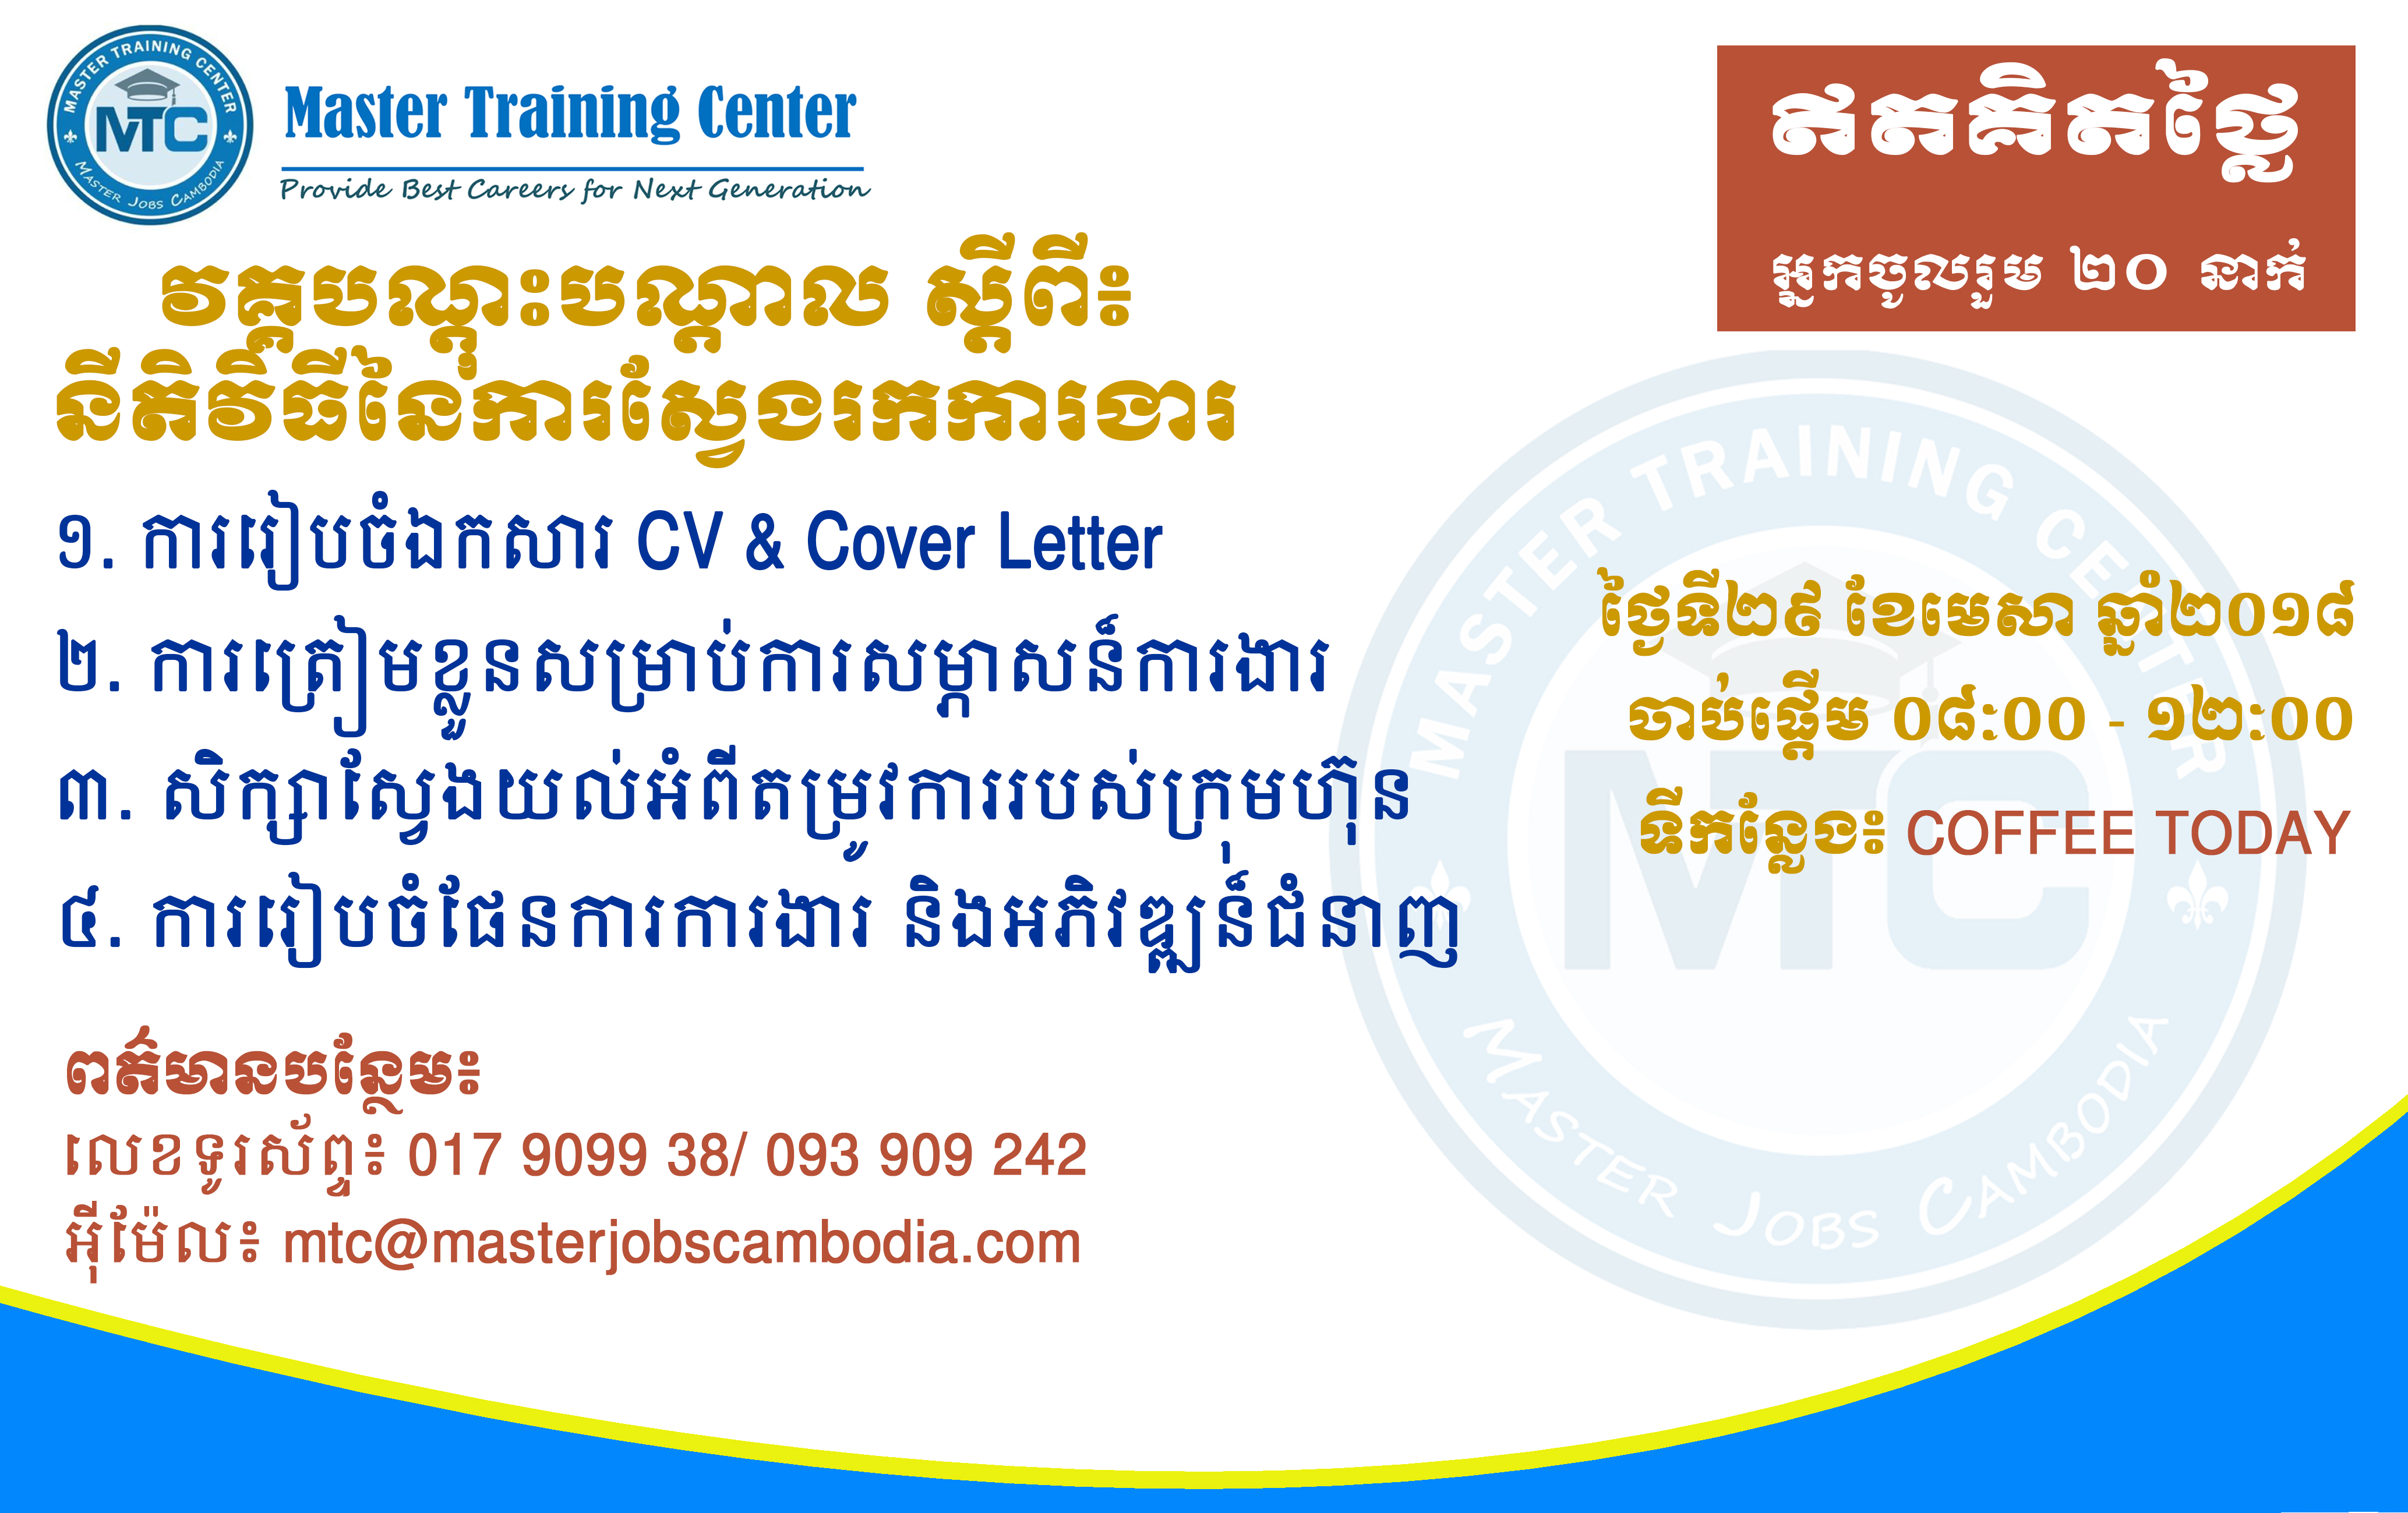 MASTER TRAINING CENTER
MTC
MASTER JOBS CAMBODIA
Master Training Center
Provide Best Careers for Next Generation
ឥតគិតថ្លៃ
អ្នកចូលរួម ២០ នាក់
វគ្គបណ្តុះបណ្តាល ស្តីពី៖
នីតិវិធីនៃការស្វែងរកការងារ
១. ការរៀបចំឯកសារ CV & Cover Letter
២. ការត្រៀមខ្លួនសម្រាប់ការសម្ភាសន៍ការងារ
៣. សិក្សាស្វែងយល់អំពីតម្រូវការរបស់ក្រុមហ៊ុន
៤. ការរៀបចំផែនការការងារ និងអភិវឌ្ឍន៍ជំនាញ
ថ្ងៃទី២៩ ខែមេសា ឆ្នាំ២០១៨
ចាប់ផ្តើម ០៨:០០ - ១២:០០
ទីកន្លែង៖ COFFEE TODAY
ព័ត៌មានបន្ថែម៖
លេខទូរស័ព្ទ៖ 017 9099 38/ 093 909 242
អ៊ីម៉ែល៖ mtc@masterjobscambodia.com
MASTER TRAINING CENTER
MTC
MASTER JOBS CAMBODIA